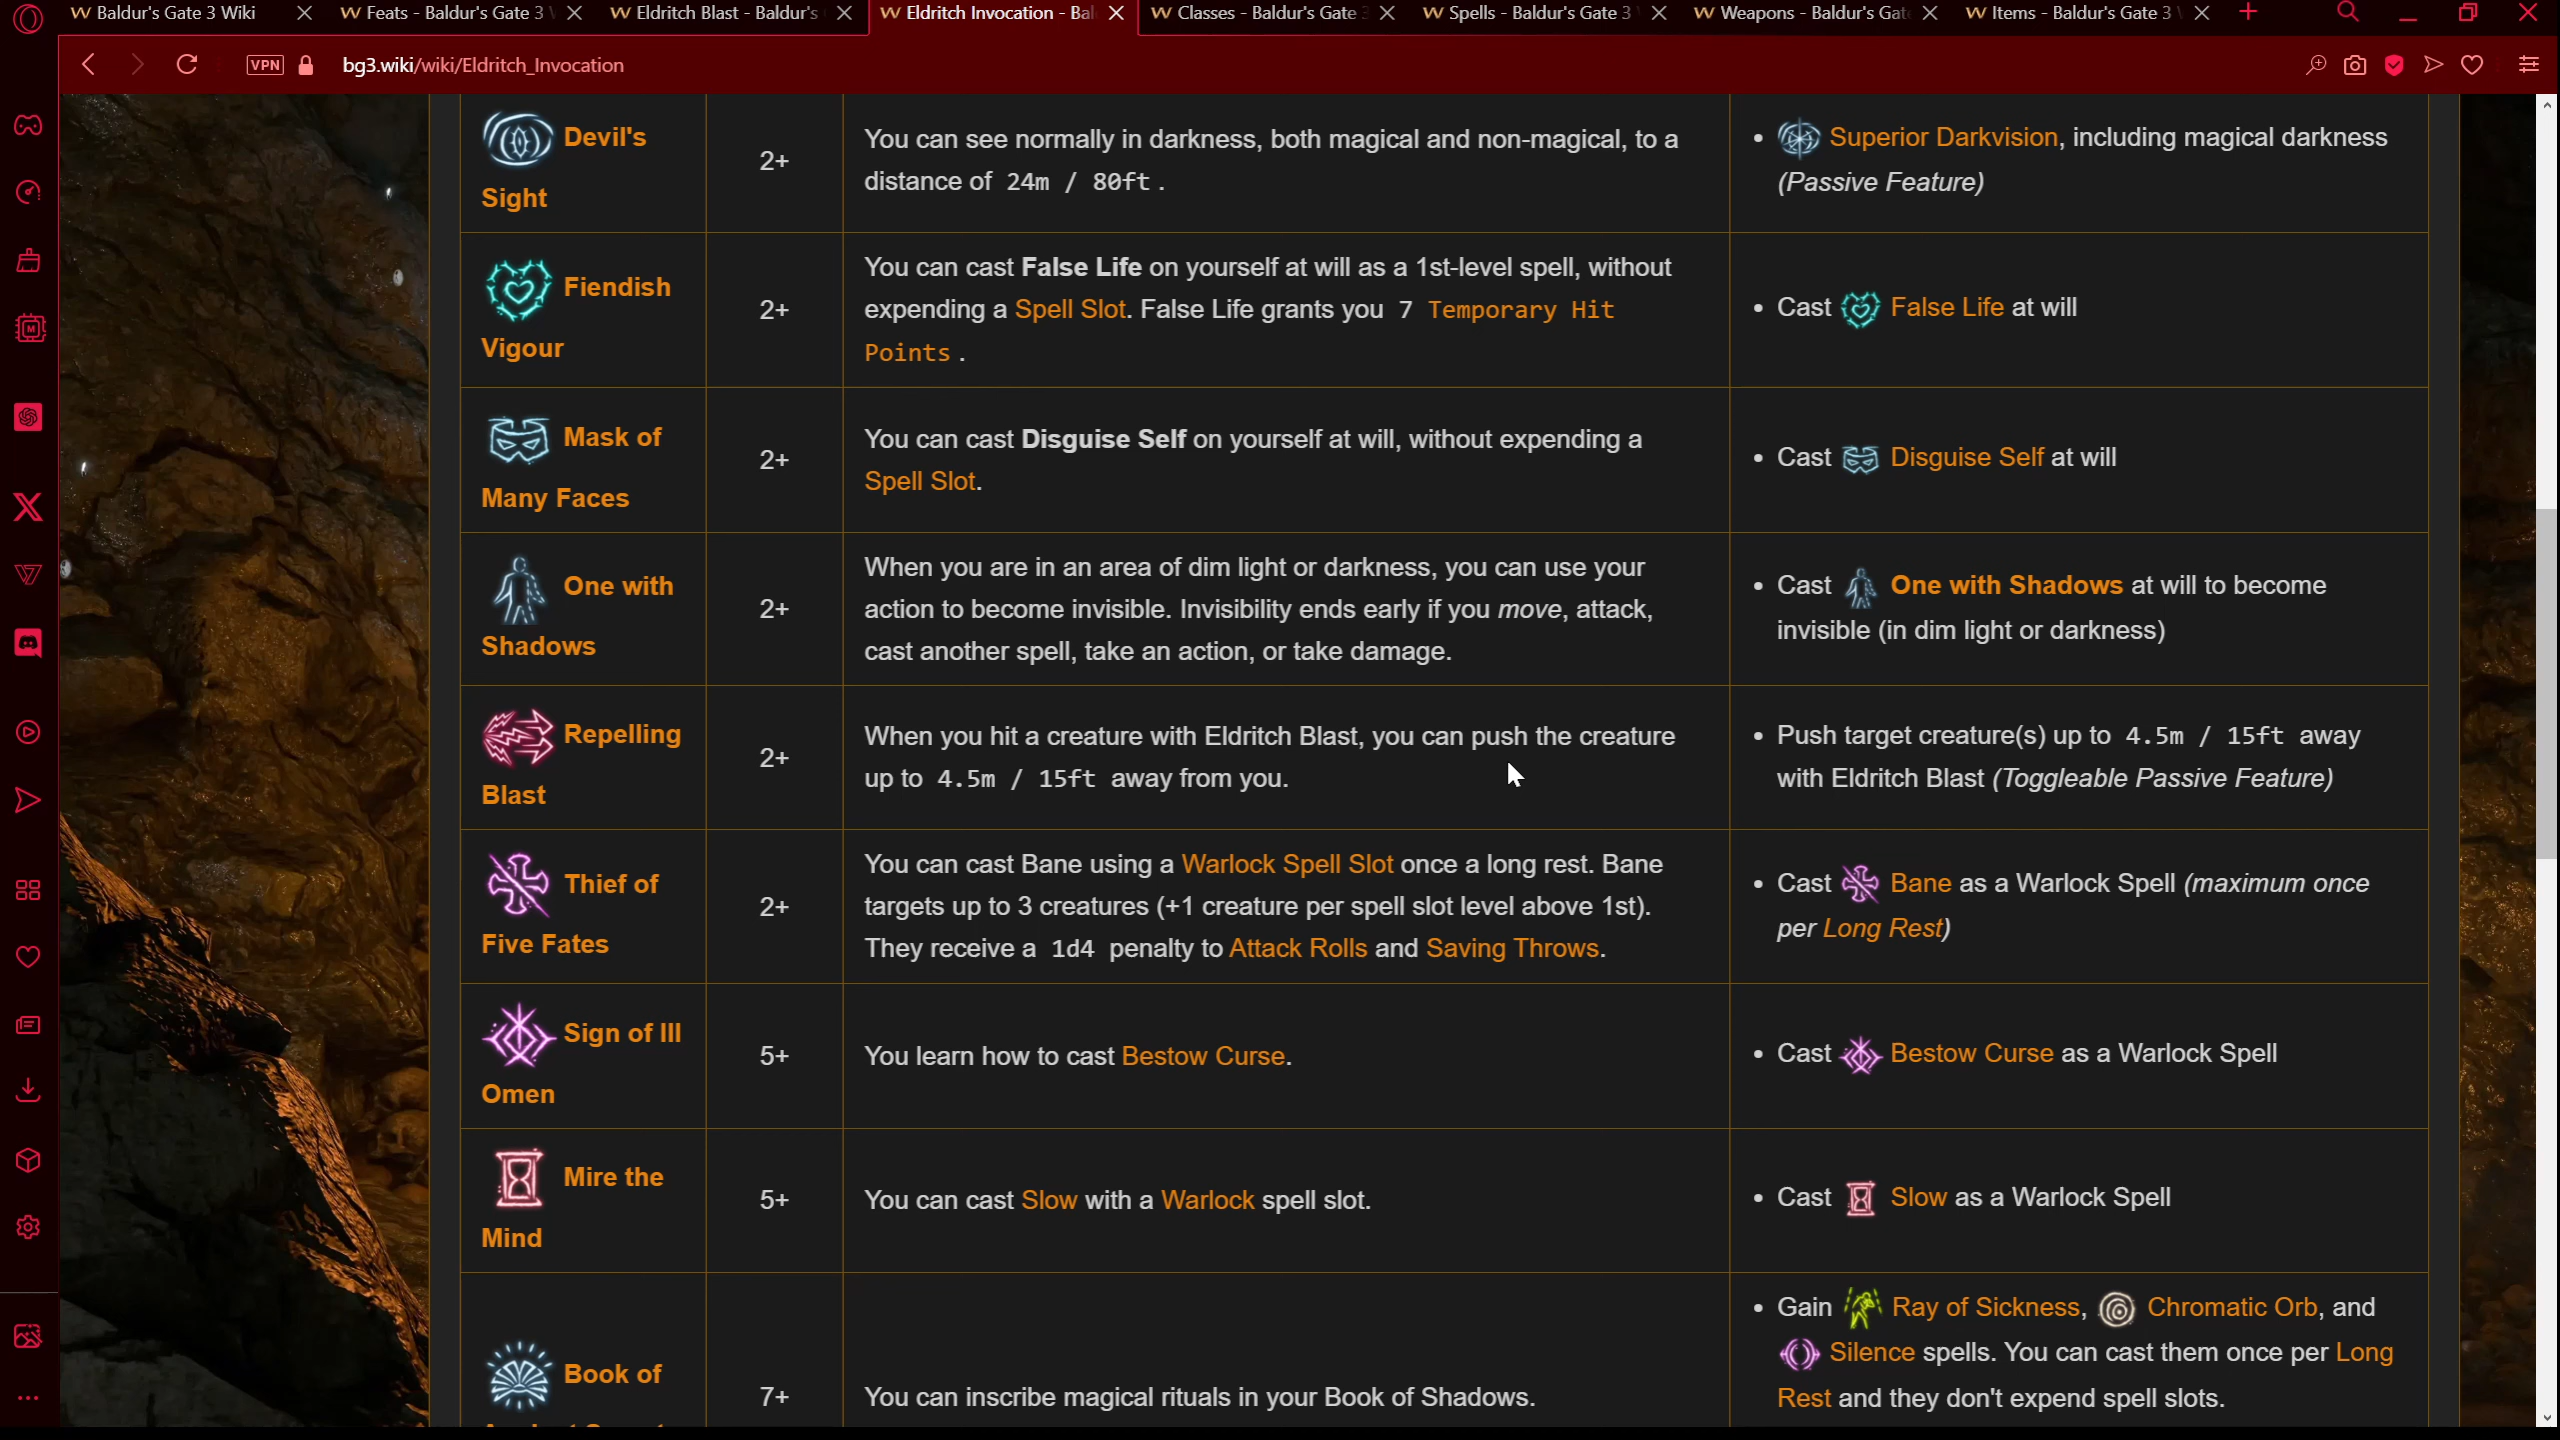 Baldur's Gate 3 Wiki
Feats - Baldur's Gate 3
Eldritch Blast - Baldur's
Eldritch Invocation - Bal
Classes - Baldur's Gate 3
Spells - Baldur's Gate 3
Weapons - Baldur's Gat
Items - Baldur's Gate 3
VPN
bg3.wiki/wiki/Eldritch_Invocation
Devil's
Sight
2+
You can see normally in darkness, both magical and non-magical, to a
distance of 24m / 80ft.
• Superior Darkvision, including magical darkness
(Passive Feature)
Fiendish
Vigour
2+
You can cast False Life on yourself at will as a 1st-level spell, without
expending a Spell Slot. False Life grants you 7 Temporary Hit
Points.
• Cast False Life at will
Mask of
Many Faces
2+
You can cast Disguise Self on yourself at will, without expending a
Spell Slot.
• Cast Disguise Self at will
One with
Shadows
2+
When you are in an area of dim light or darkness, you can use your
action to become invisible. Invisibility ends early if you move, attack,
cast another spell, take an action, or take damage.
• Cast One with Shadows at will to become
invisible (in dim light or darkness)
Repelling
Blast
2+
When you hit a creature with Eldritch Blast, you can push the creature
up to 4.5m / 15ft away from you.
• Push target creature(s) up to 4.5m / 15ft away
with Eldritch Blast (Toggleable Passive Feature)
Thief of
Five Fates
2+
You can cast Bane using a Warlock Spell Slot once a long rest. Bane
targets up to 3 creatures (+1 creature per spell slot level above 1st).
They receive a 1d4 penalty to Attack Rolls and Saving Throws.
• Cast Bane as a Warlock Spell (maximum once
per Long Rest)
Sign of Ill
Omen
5+
You learn how to cast Bestow Curse.
• Cast Bestow Curse as a Warlock Spell
Mire the
Mind
5+
You can cast Slow with a Warlock spell slot.
• Cast Slow as a Warlock Spell
Book of
7+
You can inscribe magical rituals in your Book of Shadows.
• Gain Ray of Sickness, Chromatic Orb, and
Silence spells. You can cast them once per Long
Rest and they don't expend spell slots.